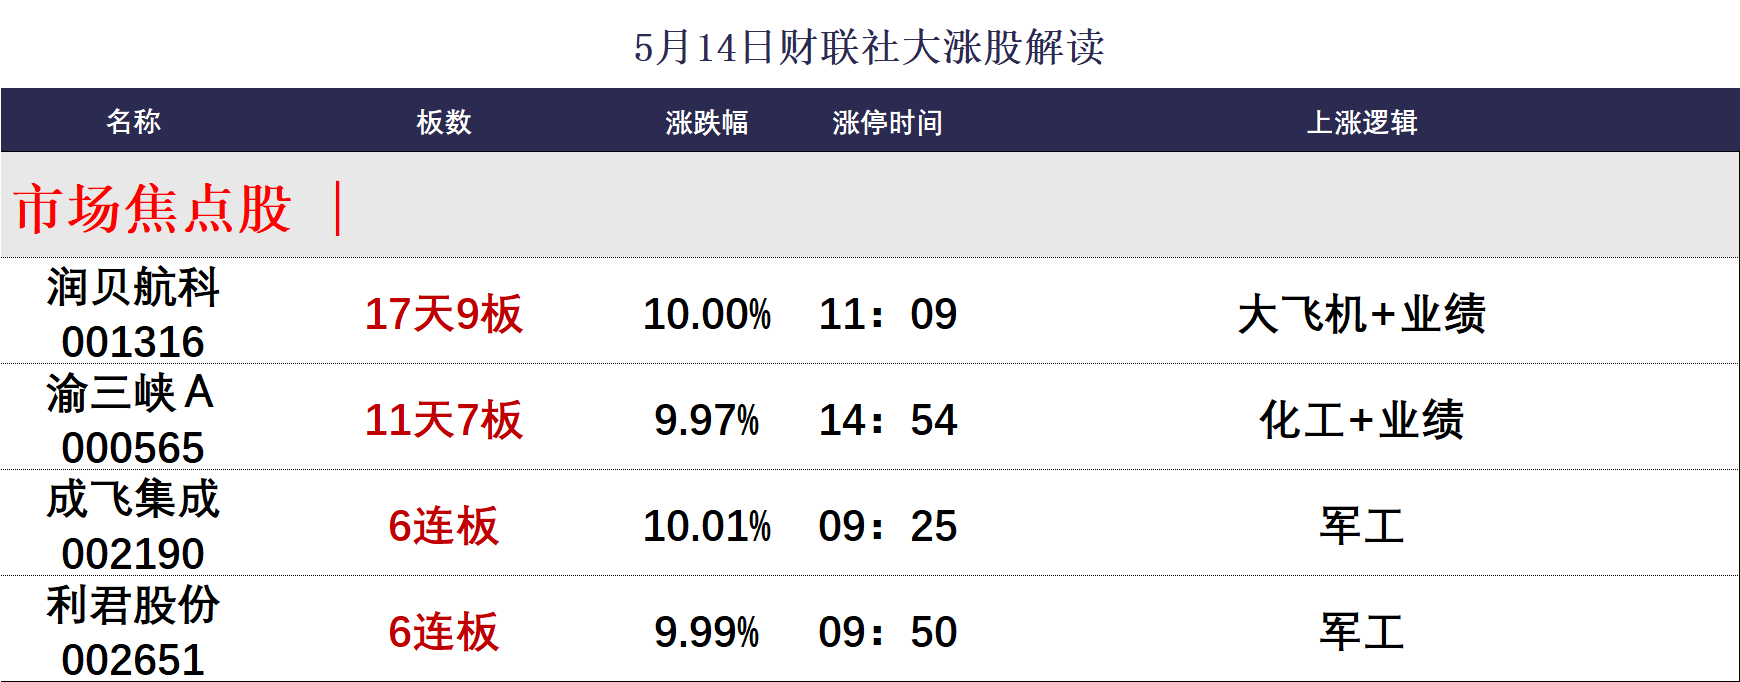 5月14日财联社大涨股解读
名称 板数 涨跌幅 涨停时间 上涨逻辑
市场焦点股 ｜
润贝航科
001316 17天9板 10.00% 11：09 大飞机+业绩
渝三峡Ａ
000565 11天7板 9.97% 14：54 化工+业绩
成飞集成
002190 6连板 10.01% 09：25 军工
利君股份
002651 6连板 9.99% 09：50 军工